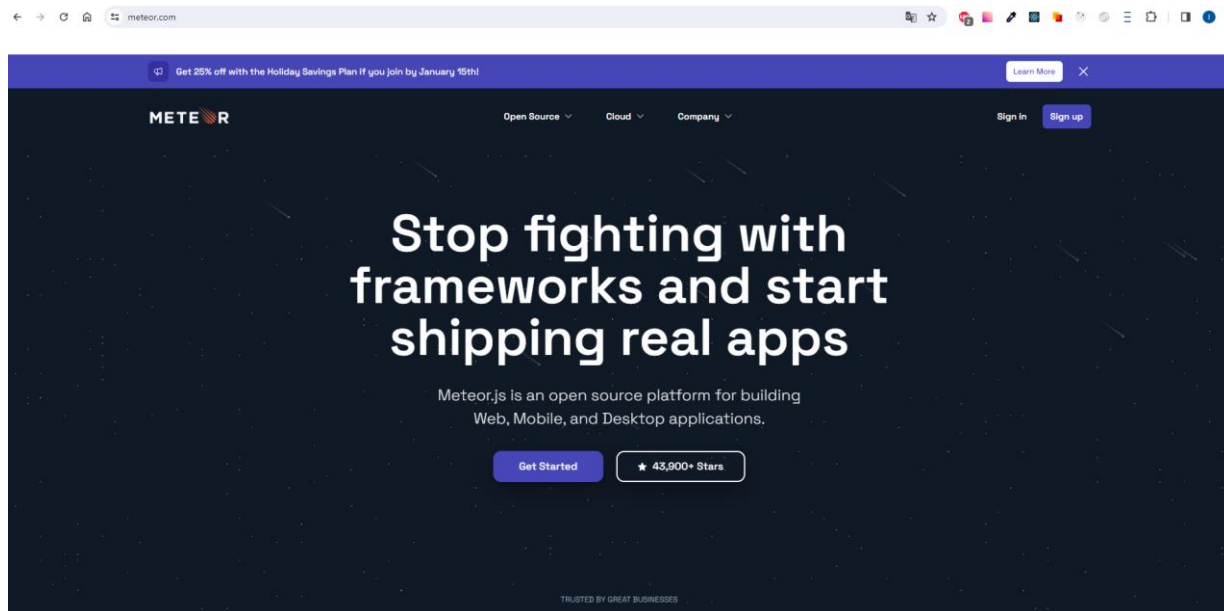 meteor.com
Get 25% off with the Holiday Savings Plan if you join by January 15th!
Learn More
METEOR
Open Source
Cloud
Company
Sign in
Sign up
Stop fighting with
frameworks and start
shipping real apps
Meteor.js is an open source platform for building
Web, Mobile, and Desktop applications.
Get Started
★ 43,900+ Stars
TRUSTED BY GREAT BUSINESSES